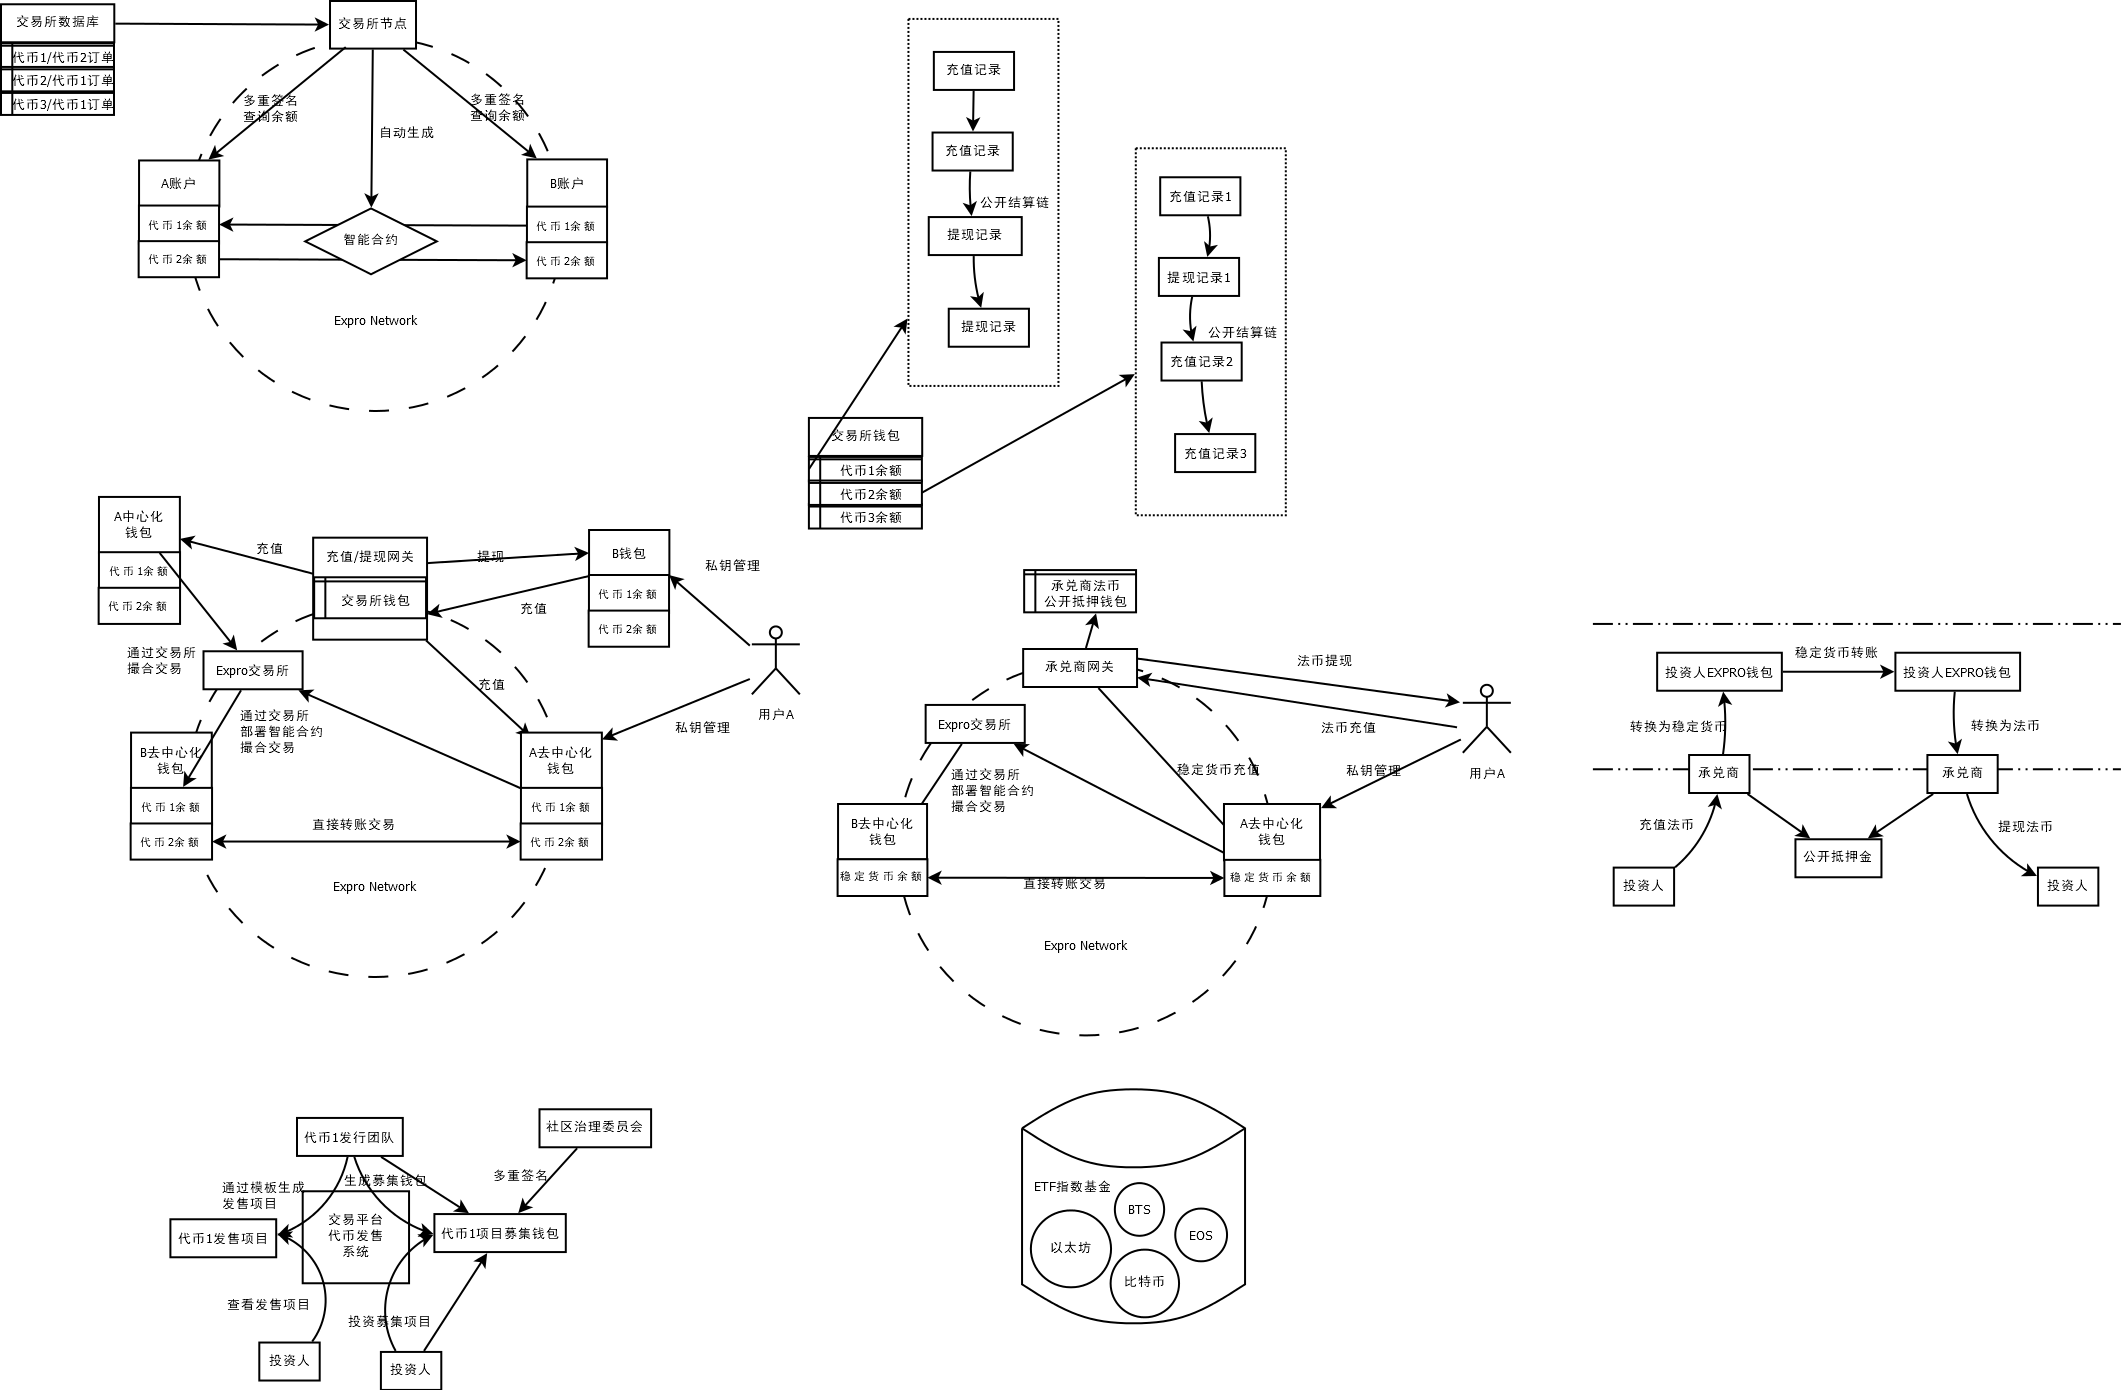 交易所数据库
代币1/代币2订单
代币2/代币1订单
代币3/代币1订单
交易所节点
多重签名
查询余额
自动生成
多重签名
查询余额
A账户
代币1余额
代币2余额
智能合约
B账户
代币1余额
代币2余额
Expro Network
充值记录
充值记录
公开结算链
提现记录
提现记录
充值记录1
提现记录1
公开结算链
充值记录2
充值记录3
交易所钱包
代币1余额
代币2余额
代币3余额
A中心化
钱包
代币1余额
代币2余额
充值
充值/提现网关
交易所钱包
提现
充值
B钱包
代币1余额
代币2余额
私钥管理
用户A
私钥管理
通过交易所
撮合交易
Expro交易所
充值
通过交易所
部署智能合约
撮合交易
B去中心化
钱包
代币1余额
代币2余额
直接转账交易
A去中心化
钱包
代币1余额
代币2余额
Expro Network
承兑商法币
公开抵押钱包
承兑商网关
法币提现
法币充值
私钥管理
用户A
Expro交易所
稳定货币充值
通过交易所
部署智能合约
撮合交易
B去中心化
钱包
稳定货币余额
直接转账交易
A去中心化
钱包
稳定货币余额
Expro Network
投资人EXPRO钱包
稳定货币转账
投资人EXPRO钱包
转换为稳定货币
转换为法币
承兑商
承兑商
充值法币
提现法币
公开抵押金
投资人
投资人
代币1发行团队
社区治理委员会
生成募集钱包
多重签名
通过模板生成
发售项目
交易平台
代币发售
系统
代币1发售项目
代币1项目募集钱包
查看发售项目
投资募集项目
投资人
投资人
ETF指数基金
BTS
EOS
以太坊
比特币